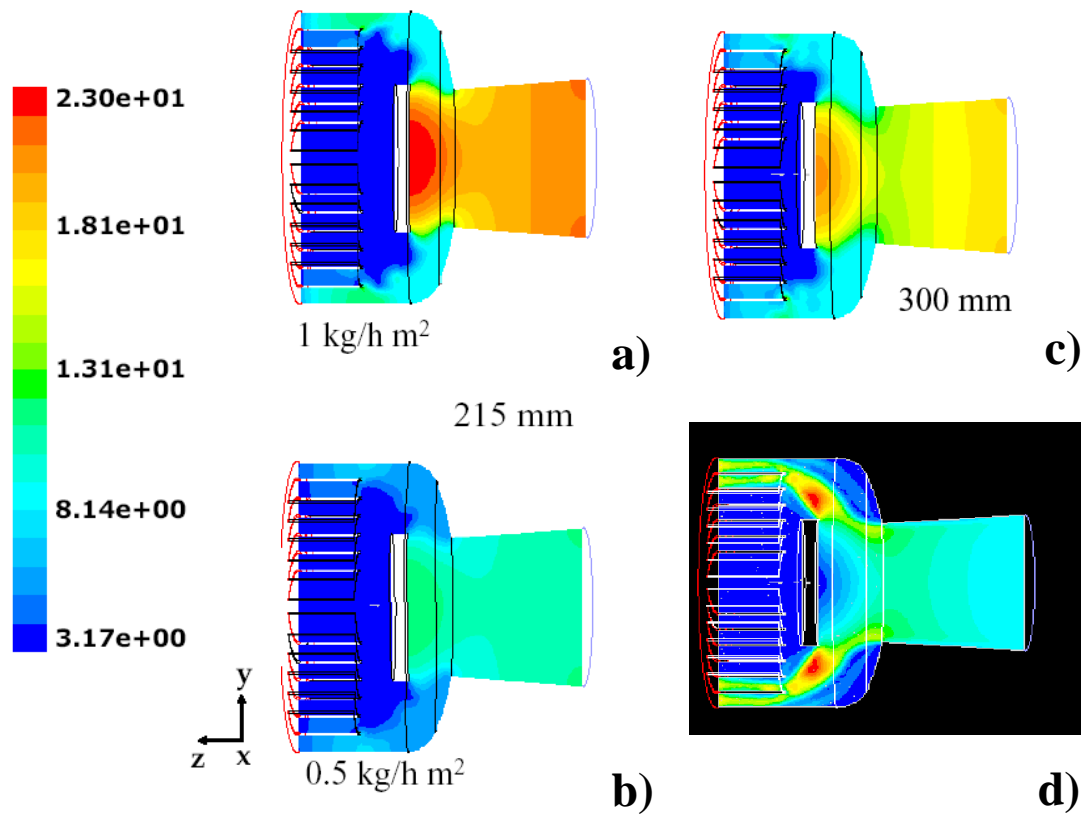 2.30e+01
1.81e+01
1.31e+01
8.14e+00
3.17e+00
1 kg/h m²
a)
300 mm
c)
215 mm
0.5 kg/h m²
b)
d)
y
z
x